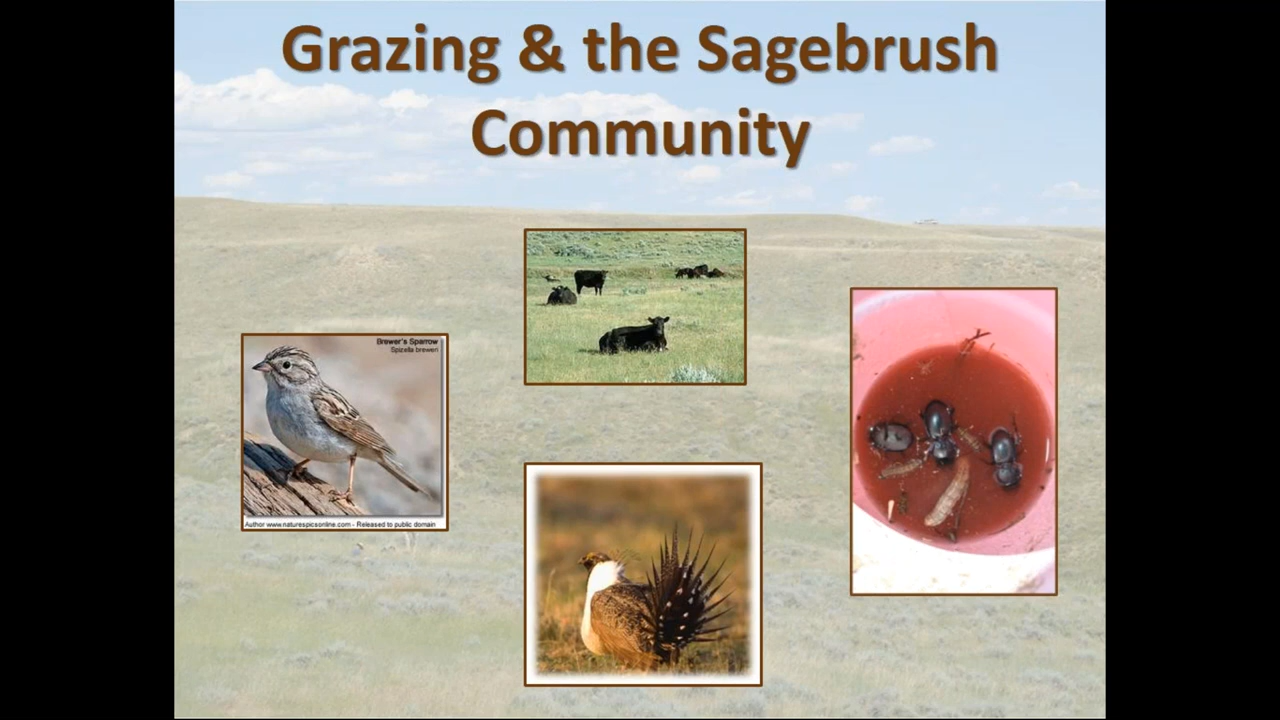 Grazing & the Sagebrush
Community
Brewer's Sparrow
Spizella breweri
Author www.naturespicsonline.com - Released to public domain